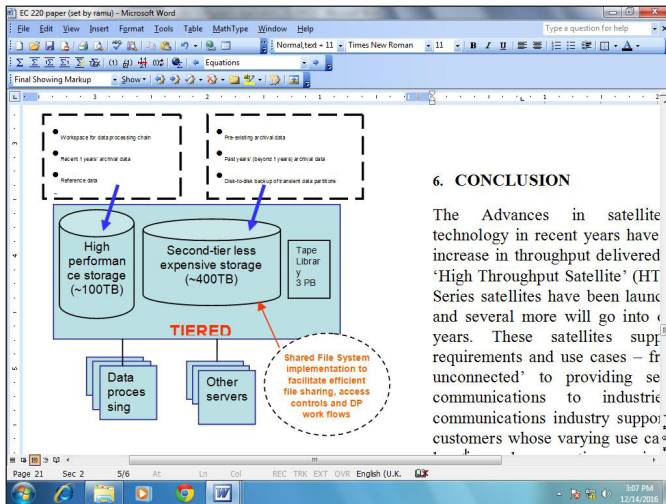 EC 220 paper (set by ramu) - Microsoft Word
File Edit View Insert Format Tools Table MathType Window Help
Type a question for help
Normal,text + 11
Times New Roman
11
B I U
Equations
Final Showing Markup
Show
3 2 1
Workspace for data processing chain
Recent 1 years' archival data
Reference data
Pre-existing archival data
Past years' (beyond 1 years) archival data
Disk-to-disk backup of transient data partitions
High
performan
ce storage
(~100TB)
Second-tier less
expensive storage
(~400TB)
Tape
Librar
y
3 PB
TIERED
Data
proces
sing
Other
servers
Shared File System
implementation to
facilitate efficient
file sharing, access
controls and DP
work flows
6. CONCLUSION
The Advances in satellite
technology in recent years have
increase in throughput delivered
‘High Throughput Satellite’ (HT
Series satellites have been launc
and several more will go into
years. These satellites supp
requirements and use cases – fr
unconnected’ to providing se
communications to industrie
communications industry suppor
customers whose varying use ca
Page 21 Sec 2 5/6 At Ln Col REC TRK EXT OVR English (U.K.
3:07 PM
12/14/2016